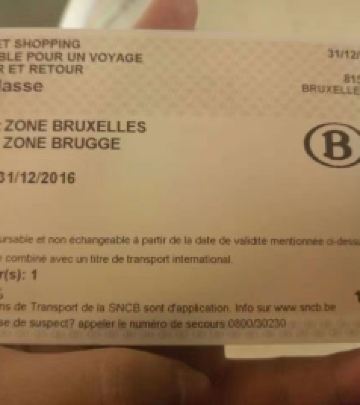 ET SHOPPING
BLE POUR UN VOYAGE
R ET RETOUR
lasse
31/12/
815
BRUXELLE
ZONE BRUXELLES
ZONE BRUGGE
B
31/12/2016
ursable et non échangeable à partir de la date de validité mentionnée ci-dessu
combiné avec un titre de transport international.
r(s): 1
ns de Transport de la SNCB sont d'application. Info sur www.sncb.be
se de suspect? appeler le numéro de secours 0800/30230